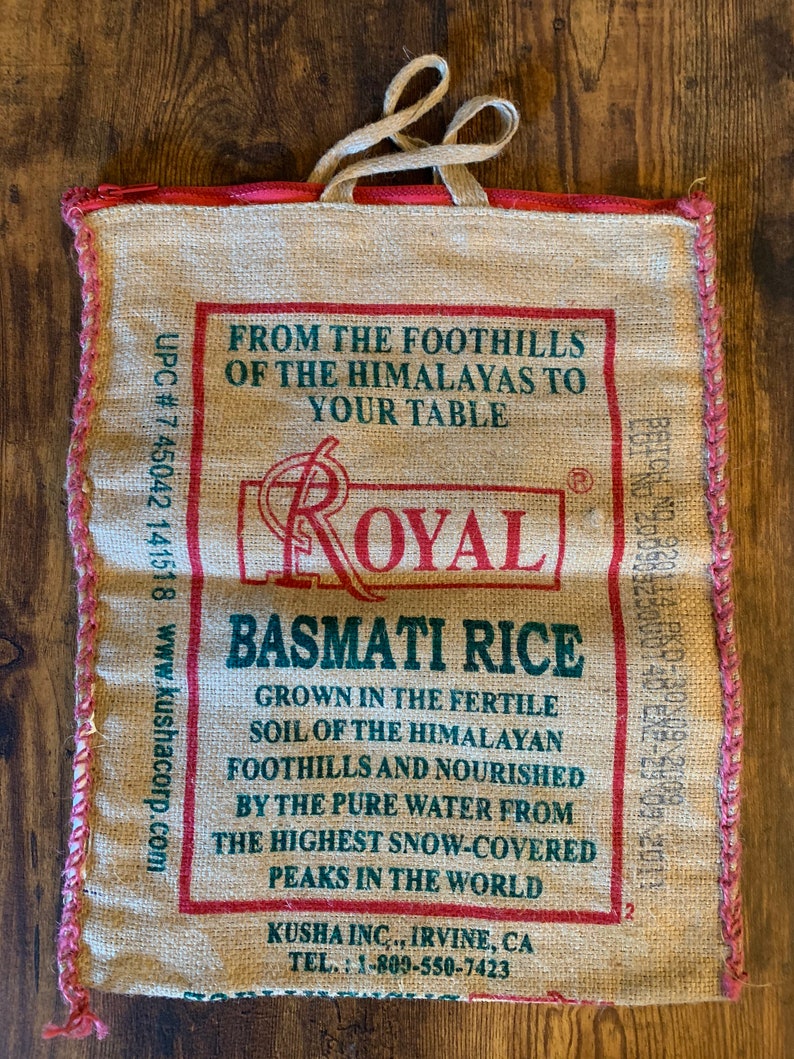 FROM THE FOOTHILLS
OF THE HIMALAYAS TO
YOUR TABLE
ROYAL ®
BASMATI RICE
GROWN IN THE FERTILE
SOIL OF THE HIMALAYAN
FOOTHILLS AND NOURISHED
BY THE PURE WATER FROM
THE HIGHEST SNOW-COVERED
PEAKS IN THE WORLD
KUSHA INC,., IRVINE, CA
TEL. : 1-800-550-7423
UPC # 7 45042 141518 www.kushacorp.com
LOT NO